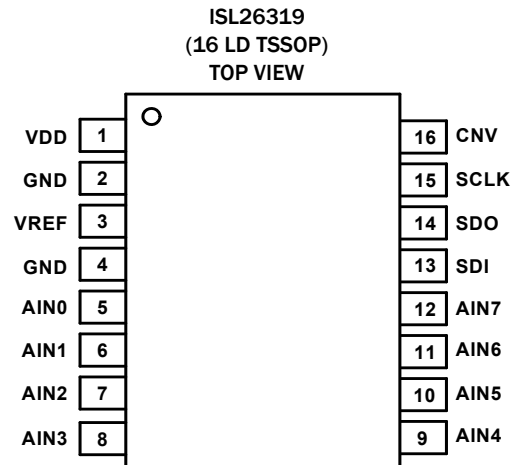 ISL26319
(16 LD TSSOP)
TOP VIEW
VDD 1 16 CNV
GND 2 15 SCLK
VREF 3 14 SDO
GND 4 13 SDI
AIN0 5 12 AIN7
AIN1 6 11 AIN6
AIN2 7 10 AIN5
AIN3 8 9 AIN4